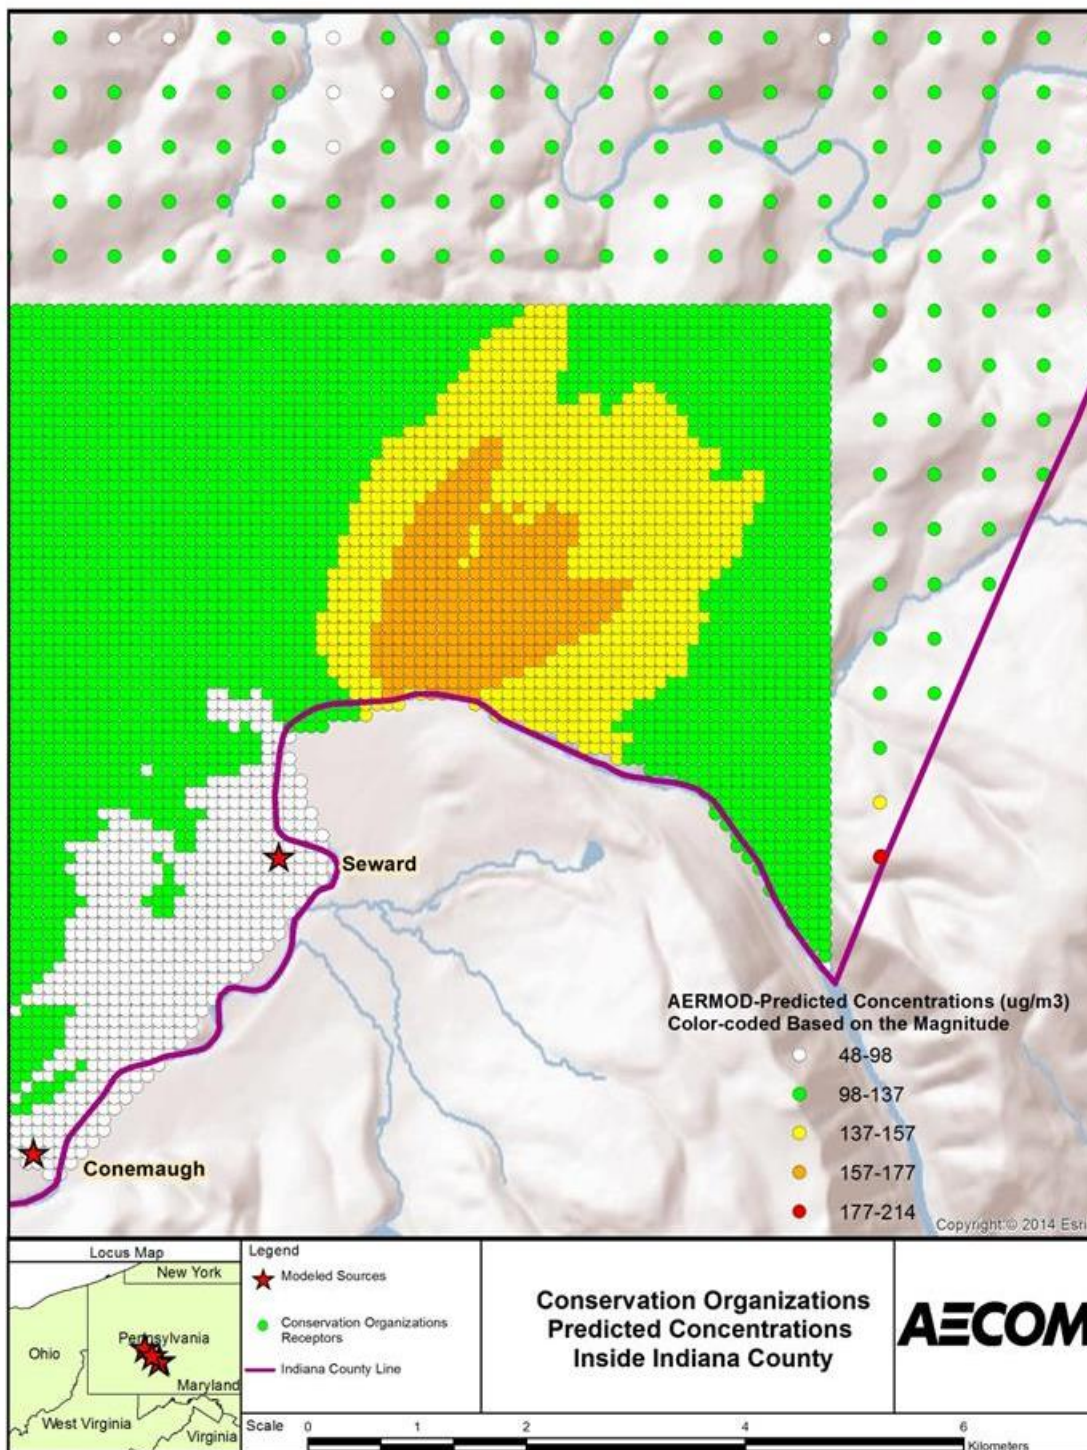 Seward
Conemaugh
AERMOD-Predicted Concentrations (ug/m3)
Color-coded Based on the Magnitude
48-98
98-137
137-157
157-177
177-214
Copyright:© 2014 Esri
Locus Map
New York
Pennsylvania
Ohio
Maryland
West Virginia
Virginia
Legend
Modeled Sources
Conservation Organizations
Receptors
Indiana County Line
Conservation Organizations
Predicted Concentrations
Inside Indiana County
AECOM
Scale
0 1 2 4 6
Kilometers